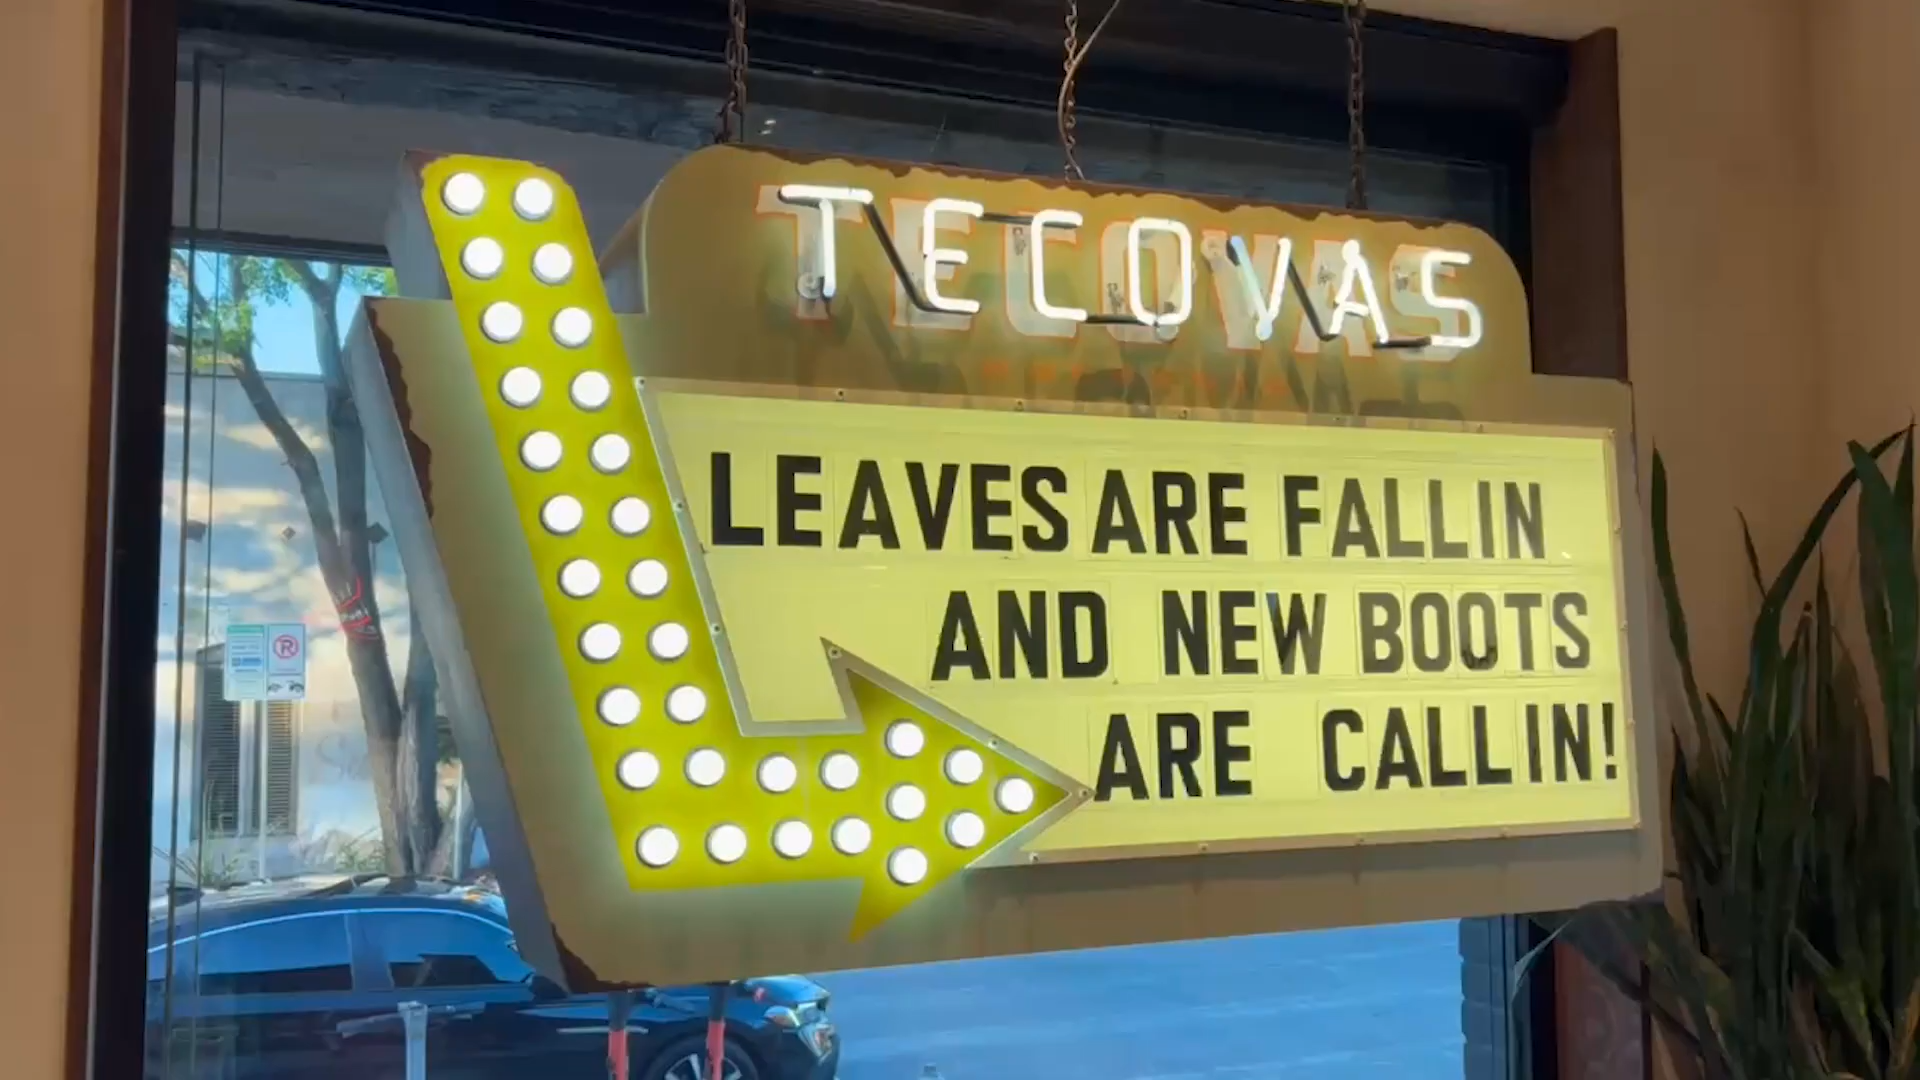 TECOVAS
LEAVES ARE FALLIN
AND NEW BOOTS
ARE CALLIN!